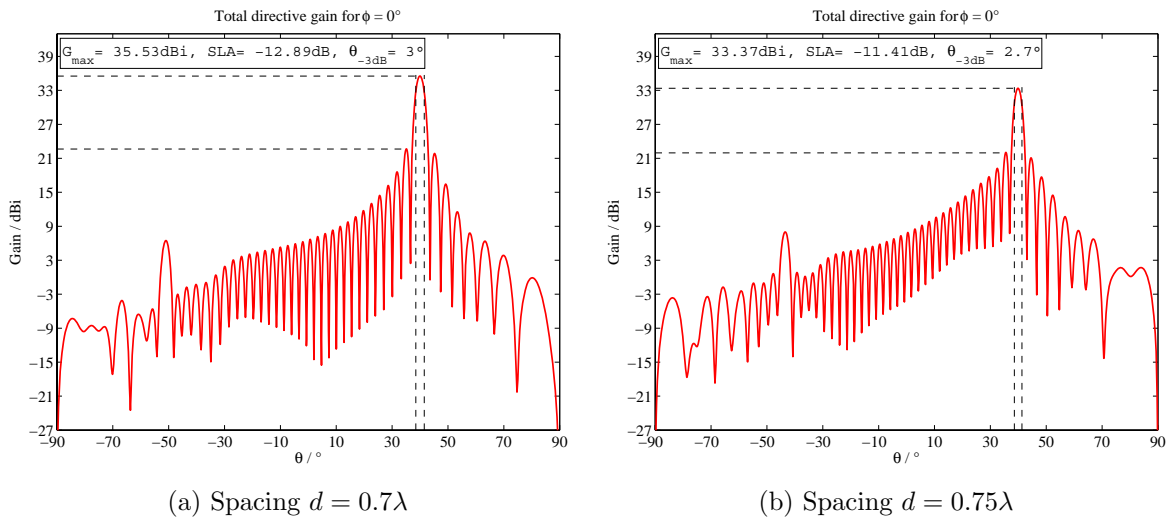 Total directive gain for ϕ = 0°
G_max = 35.53dBi, SLA= -12.89dB, θ_-3dB = 3°
39
33
27
21
15
9
3
−3
−9
−15
−21
−27
Gain / dBi
−90 −70 −50 −30 −10 10 30 50 70 90
θ / °
(a) Spacing d = 0.7λ
Total directive gain for ϕ = 0°
G_max = 33.37dBi, SLA= -11.41dB, θ_-3dB = 2.7°
39
33
27
21
15
9
3
−3
−9
−15
−21
−27
Gain / dBi
−90 −70 −50 −30 −10 10 30 50 70 90
θ / °
(b) Spacing d = 0.75λ